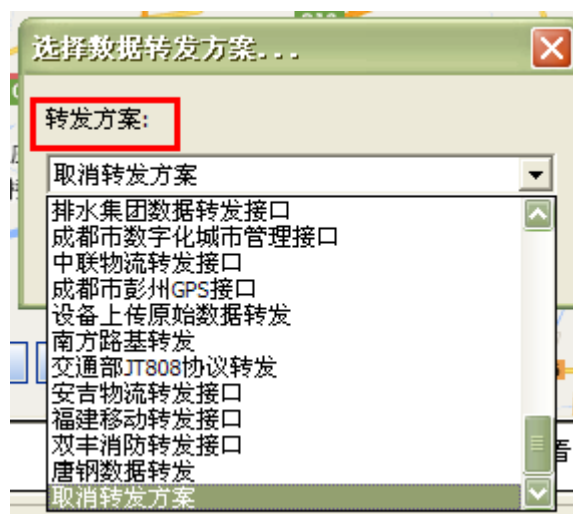 选择数据转发方案...
转发方案:
取消转发方案
排水集团数据转发接口
成都市数字化城市管理接口
中联物流转发接口
成都市彭州GPS接口
设备上传原始数据转发
南方路基转发
交通部JT808协议转发
安吉物流转发接口
福建移动转发接口
双丰消防转发接口
唐钢数据转发
取消转发方案